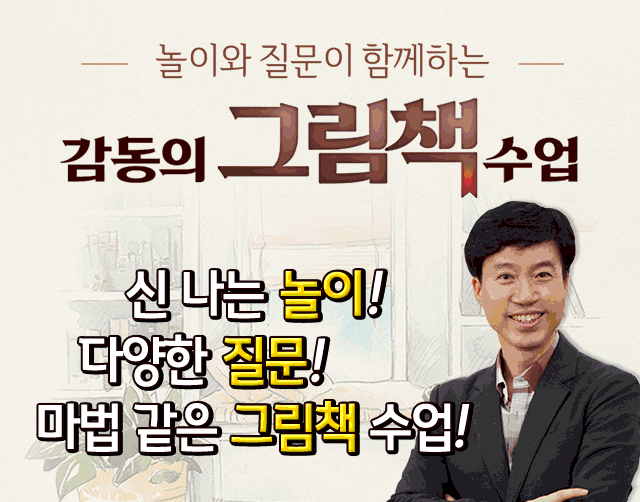 놀이와 질문이 함께하는
감동의 그림책 수업
신 나는 놀이!
다양한 질문!
마법 같은 그림책 수업!